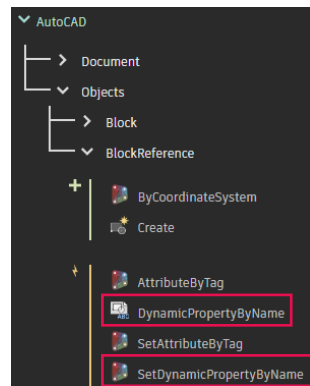 AutoCAD
Document
Objects
Block
BlockReference
ByCoordinateSystem
Create
AttributeByTag
DynamicPropertyByName
SetAttributeByTag
SetDynamicPropertyByName